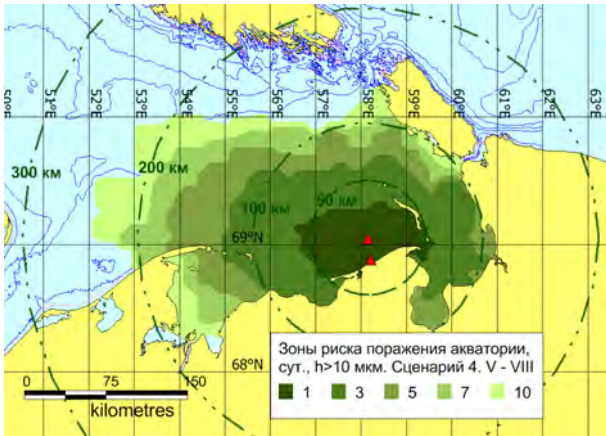 50°E 51°E 52°E 53°E 54°E 55°E 56°E 57°E 58°E 59°E 60°E 61°E 62°E 63°E
300 км
200 км
100 км
50 км
69°N
68°N
Зоны риска поражения акватории,
сут., h>10 мкм. Сценарий 4. V - VIII
1 3 5 7 10
0 75 150
kilometres